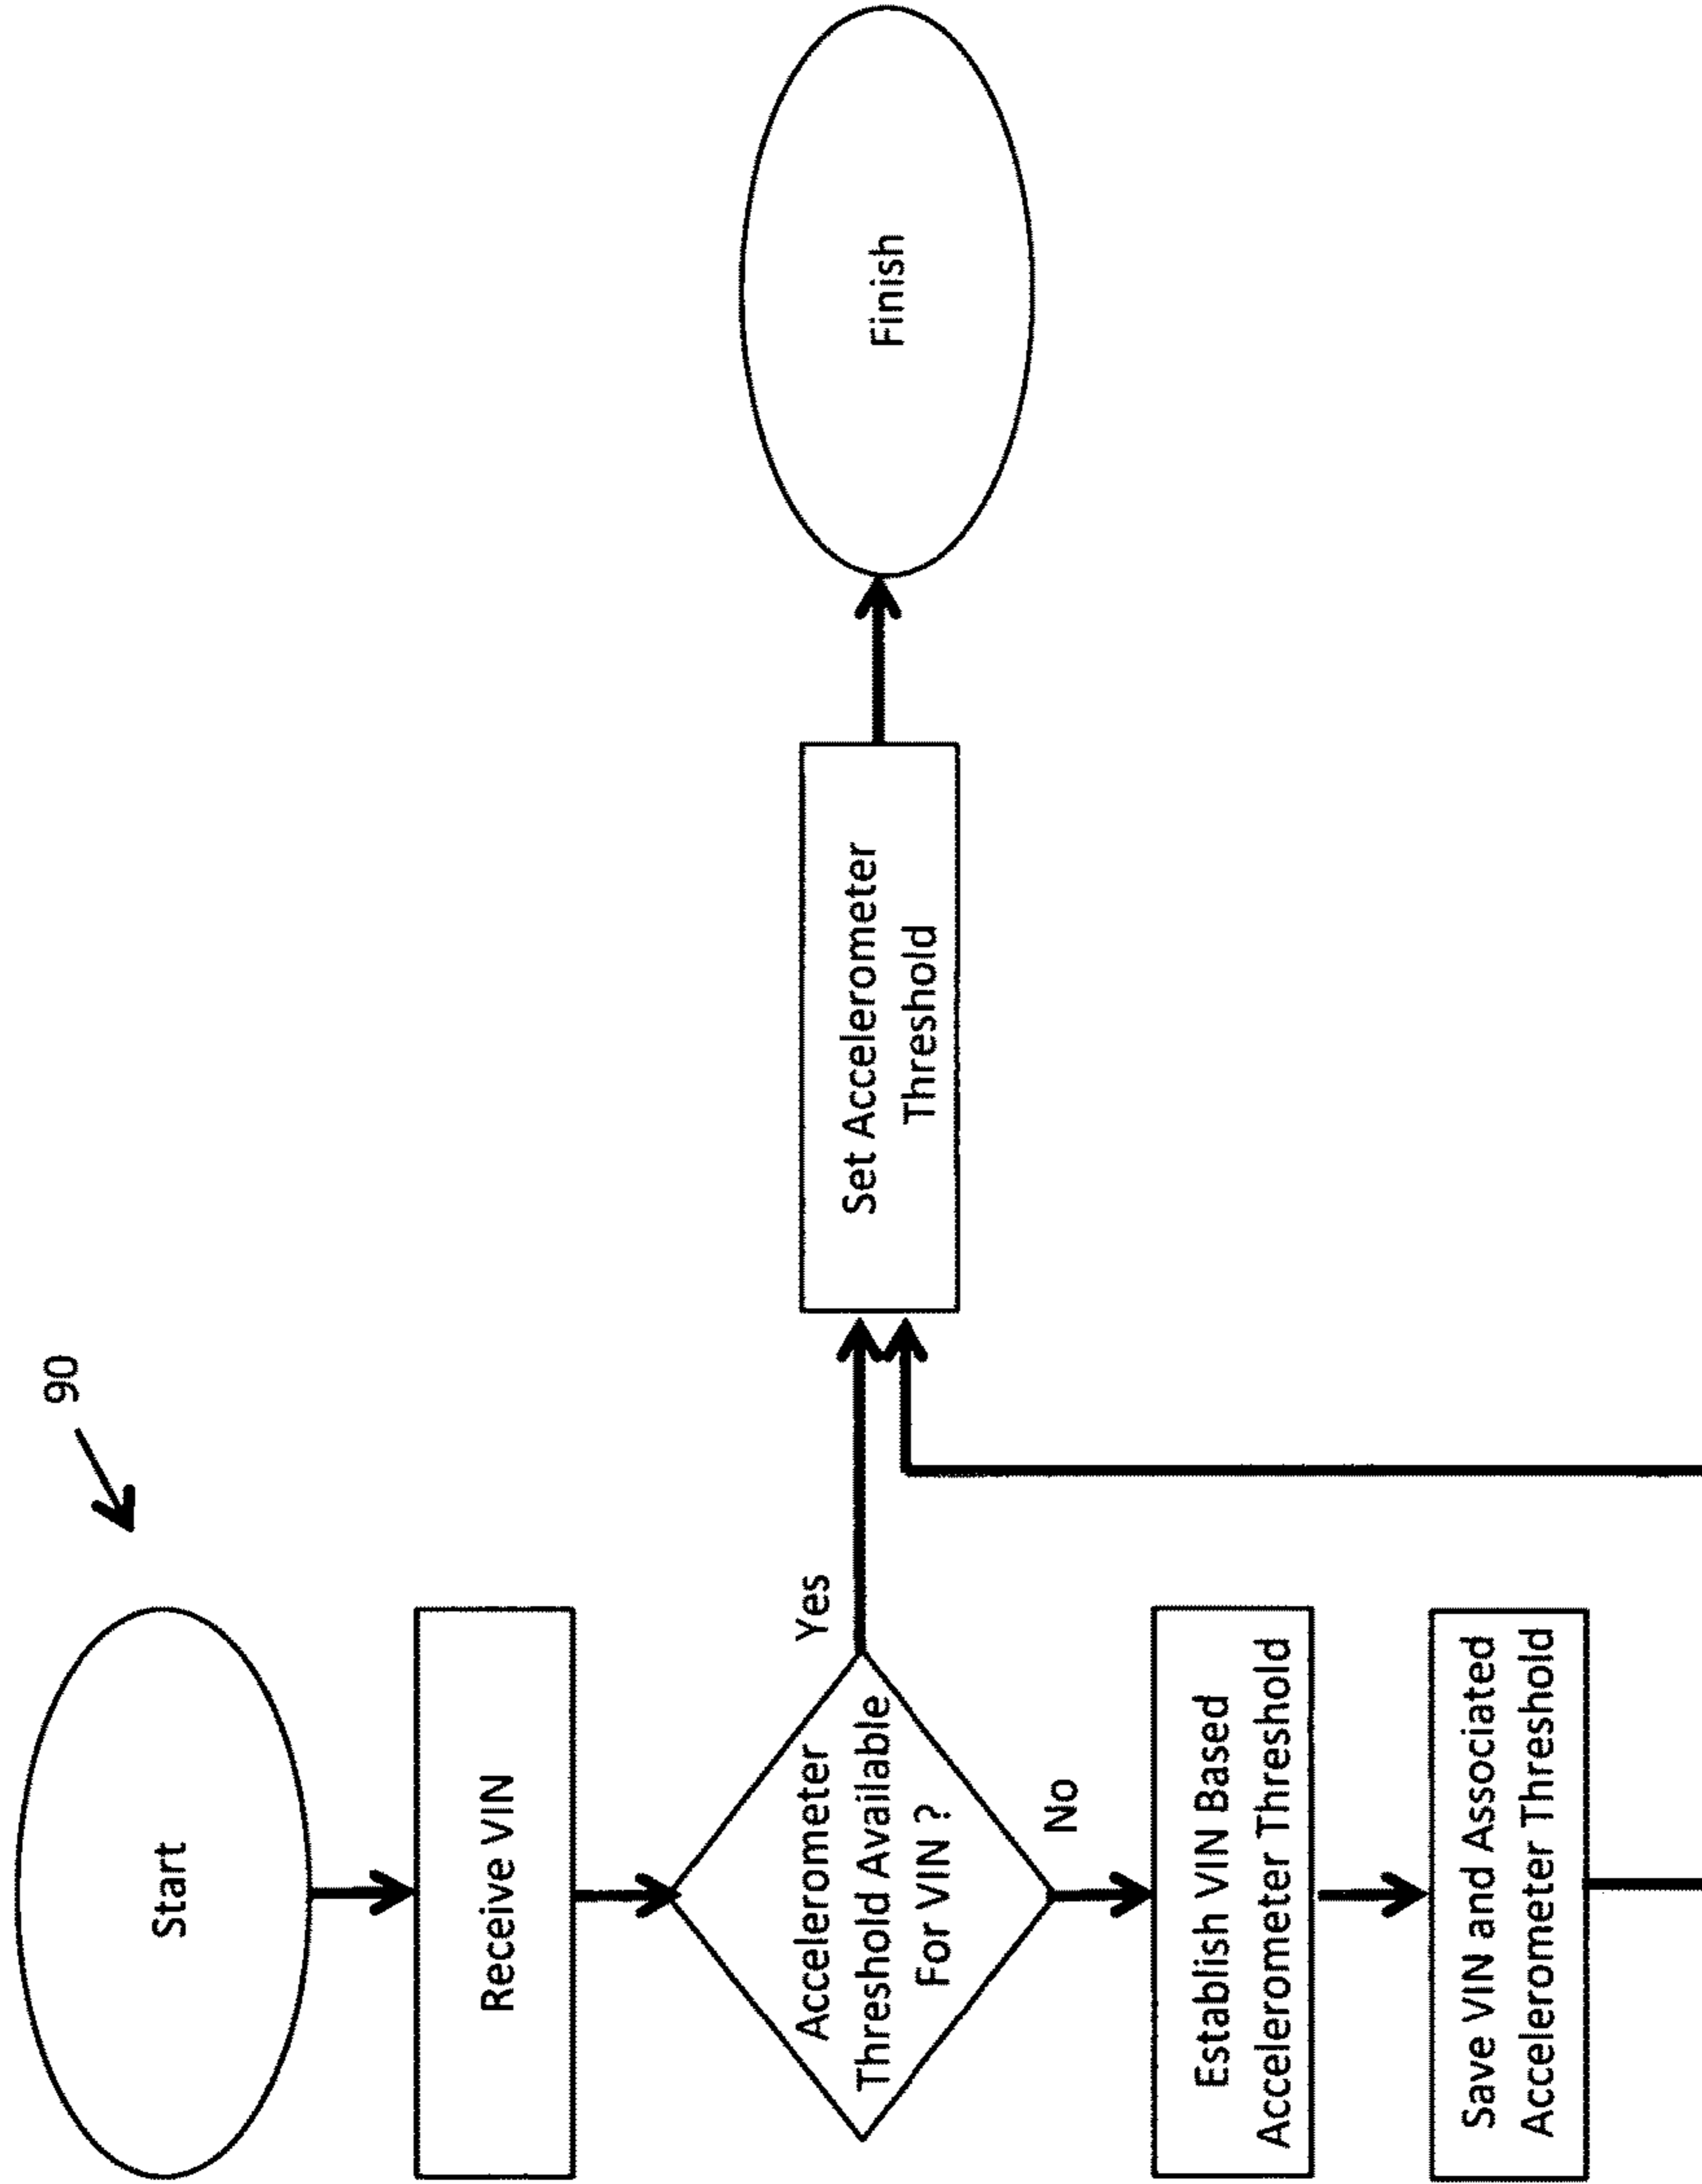 90
Start
Receive VIN
Accelerometer
Threshold Available
For VIN ?
Yes
No
Establish VIN Based
Accelerometer Threshold
Save VIN and Associated
Accelerometer Threshold
Set Accelerometer
Threshold
Finish